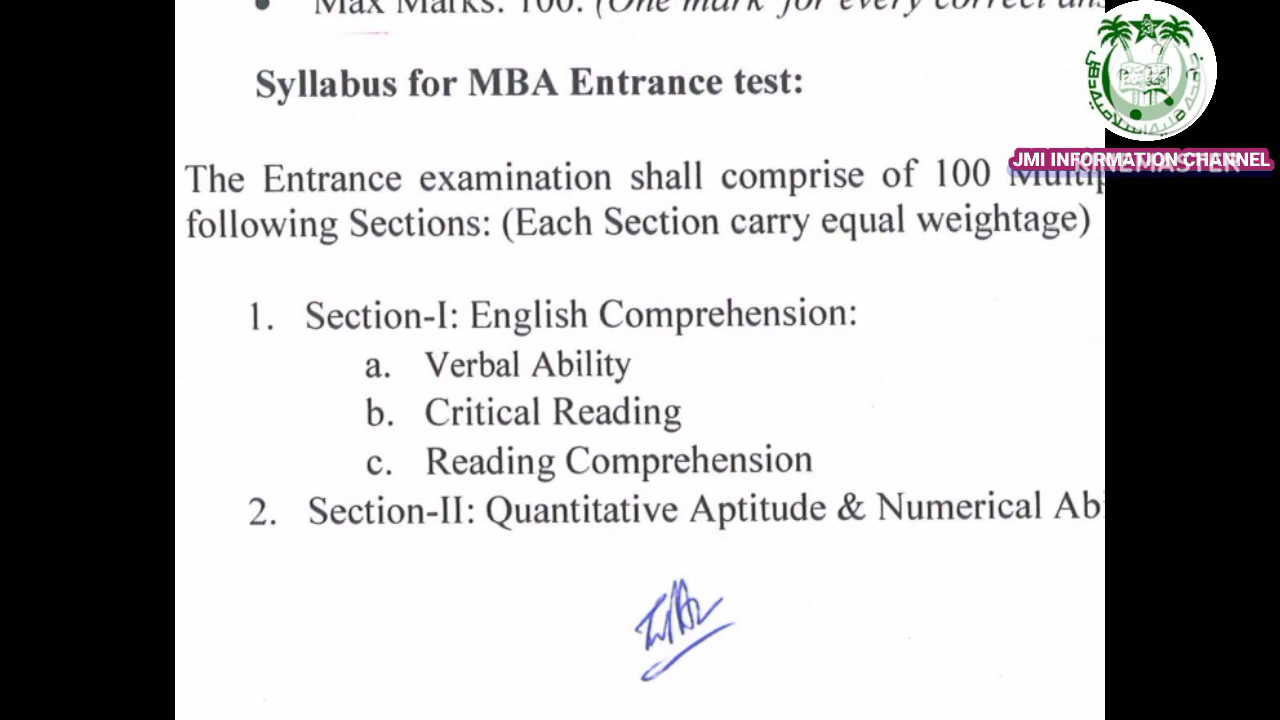 • Max Marks: 100. (One mark for every correct ans
Syllabus for MBA Entrance test:
JMI INFORMATION CHANNEL
The Entrance examination shall comprise of 100 Multip
following Sections: (Each Section carry equal weightage)
1. Section-I: English Comprehension:
a. Verbal Ability
b. Critical Reading
c. Reading Comprehension
2. Section-II: Quantitative Aptitude & Numerical Ab